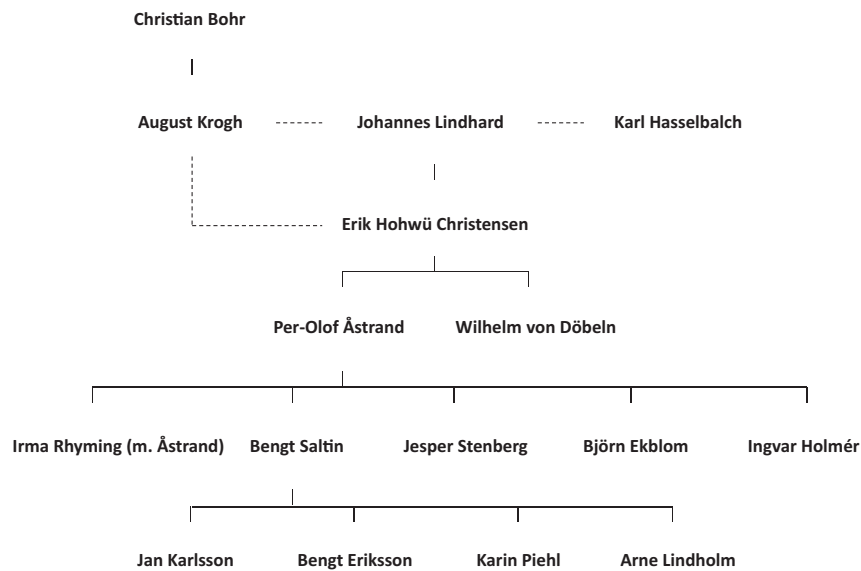 Christian Bohr
August Krogh
Johannes Lindhard
Karl Hasselbalch
Erik Hohwü Christensen
Per-Olof Åstrand
Wilhelm von Döbeln
Irma Rhyming (m. Åstrand)
Bengt Saltin
Jesper Stenberg
Björn Ekblom
Ingvar Holmér
Jan Karlsson
Bengt Eriksson
Karin Piehl
Arne Lindholm